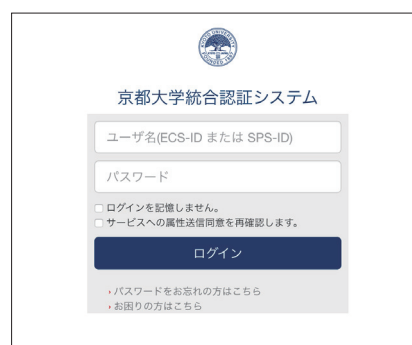 KYOTO UNIVERSITY
FOUNDED 1897
京都大学統合認証システム
ユーザ名(ECS-ID または SPS-ID)
パスワード
ログインを記憶しません。
サービスへの属性送信同意を再確認します。
ログイン
パスワードをお忘れの方はこちら
お困りの方はこちら